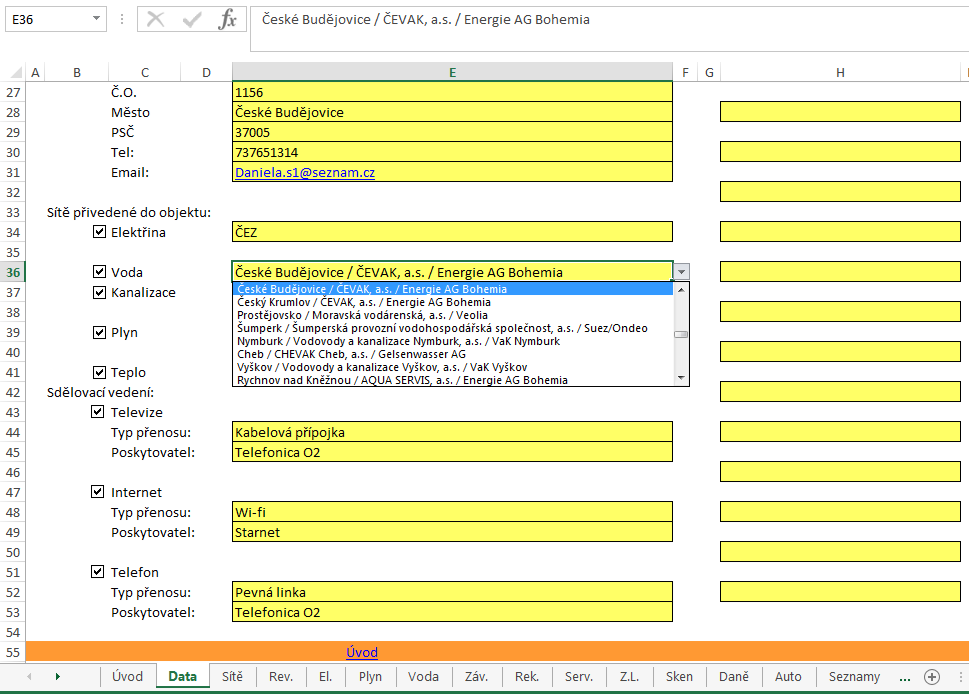 E36
fx
České Budějovice / ČEVAK, a.s. / Energie AG Bohemia
A B C D E F G H
27 Č.O. 1156
28 Město České Budějovice
29 PSČ 37005
30 Tel: 737651314
31 Email: Daniela.s1@seznam.cz
32
33 Sítě přivedené do objektu:
34 Elektřina ČEZ
35
36 Voda České Budějovice / ČEVAK, a.s. / Energie AG Bohemia
České Budějovice / ČEVAK, a.s. / Energie AG Bohemia
37 Kanalizace Český Krumlov / ČEVAK, a.s. / Energie AG Bohemia
Prostějovsko / Moravská vodárenská, a.s. / Veolia
38 Šumperk / Šumperská provozní vodohospodářská společnost, a.s. / Suez/Ondeo
39 Plyn Nymburk / Vodovody a kanalizace Nymburk, a.s. / VaK Nymburk
40 Cheb / CHEVAK Cheb, a.s. / Gelsenwasser AG
41 Teplo Vyškov / Vodovody a kanalizace Vyškov, a.s. / VaK Vyškov
Rychnov nad Kněžnou / AQUA SERVIS, a.s. / Energie AG Bohemia
42 Sdělovací vedení:
43 Televize
44 Typ přenosu: Kabelová přípojka
45 Poskytovatel: Telefonica O2
46
47 Internet
48 Typ přenosu: Wi-fi
49 Poskytovatel: Starnet
50
51 Telefon
52 Typ přenosu: Pevná linka
53 Poskytovatel: Telefonica O2
54
55 Úvod
Úvod Data Sítě Rev. El. Plyn Voda Záv. Rek. Serv. Z.L. Sken Daně Auto Seznamy ...